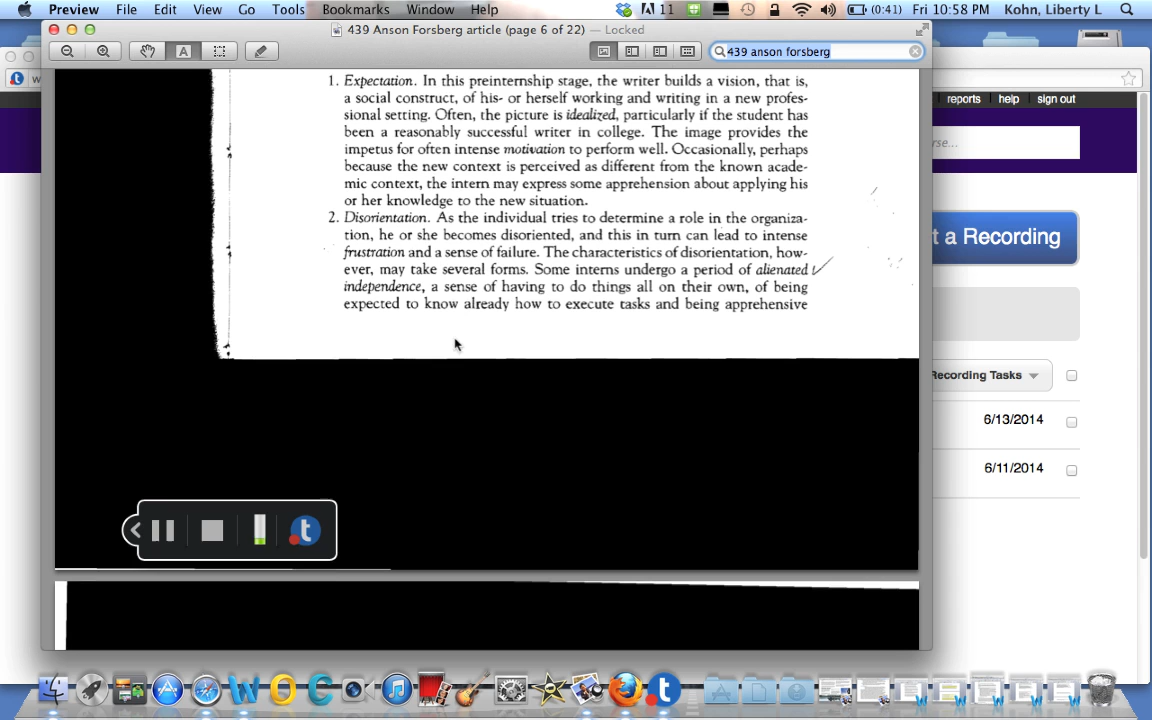 Preview File Edit View Go Tools Bookmarks Window Help 11 (0:41) Fri 10:58 PM Kohn, Liberty L
439 Anson Forsberg article (page 6 of 22) — Locked
439 anson forsberg
reports help sign out
1. Expectation. In this preinternship stage, the writer builds a vision, that is,
a social construct, of his- or herself working and writing in a new profes-
sional setting. Often, the picture is idealized, particularly if the student has
been a reasonably successful writer in college. The image provides the
impetus for often intense motivation to perform well. Occasionally, perhaps
because the new context is perceived as different from the known acade-
mic context, the intern may express some apprehension about applying his
or her knowledge to the new situation.
2. Disorientation. As the individual tries to determine a role in the organiza-
tion, he or she becomes disoriented, and this in turn can lead to intense
frustration and a sense of failure. The characteristics of disorientation, how-
ever, may take several forms. Some interns undergo a period of alienated
independence, a sense of having to do things all on their own, of being
expected to know already how to execute tasks and being apprehensive
t a Recording
Recording Tasks
6/13/2014
6/11/2014